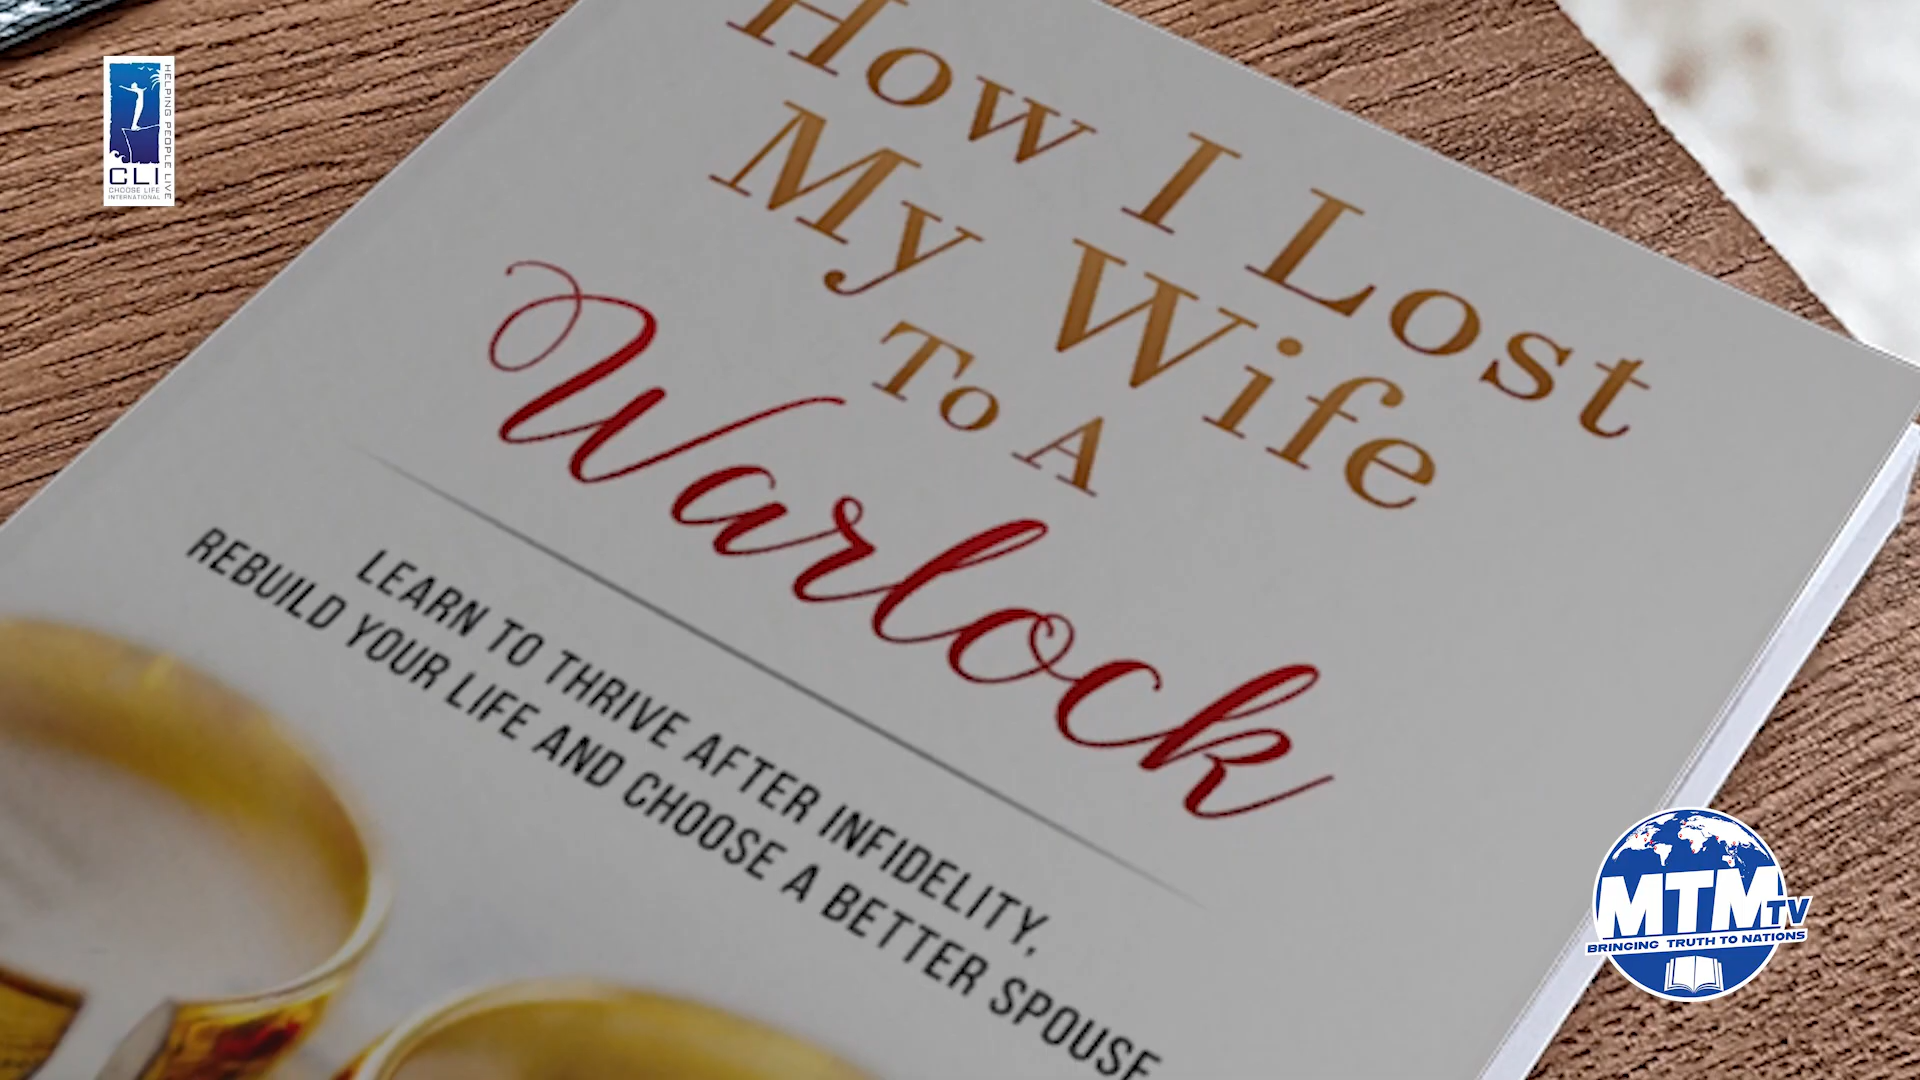 How I Lost
My Wife
To A
Warlock
LEARN TO THRIVE AFTER INFIDELITY,
REBUILD YOUR LIFE AND CHOOSE A BETTER SPOUSE
HELPING PEOPLE LIVE
CLI
CHOOSE LIFE
INTERNATIONAL
MTM TV
BRINGING TRUTH TO NATIONS